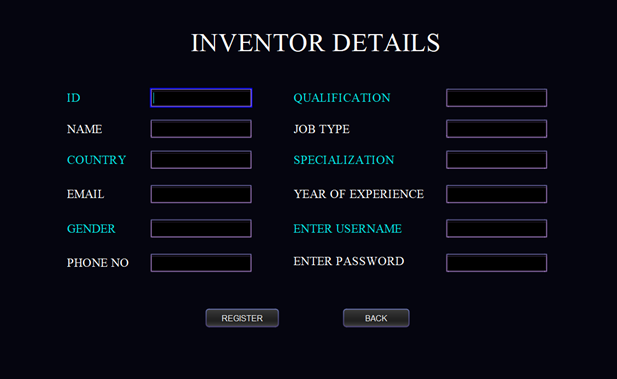 INVENTOR DETAILS
ID
QUALIFICATION
NAME
JOB TYPE
COUNTRY
SPECIALIZATION
EMAIL
YEAR OF EXPERIENCE
GENDER
ENTER USERNAME
PHONE NO
ENTER PASSWORD
REGISTER
BACK